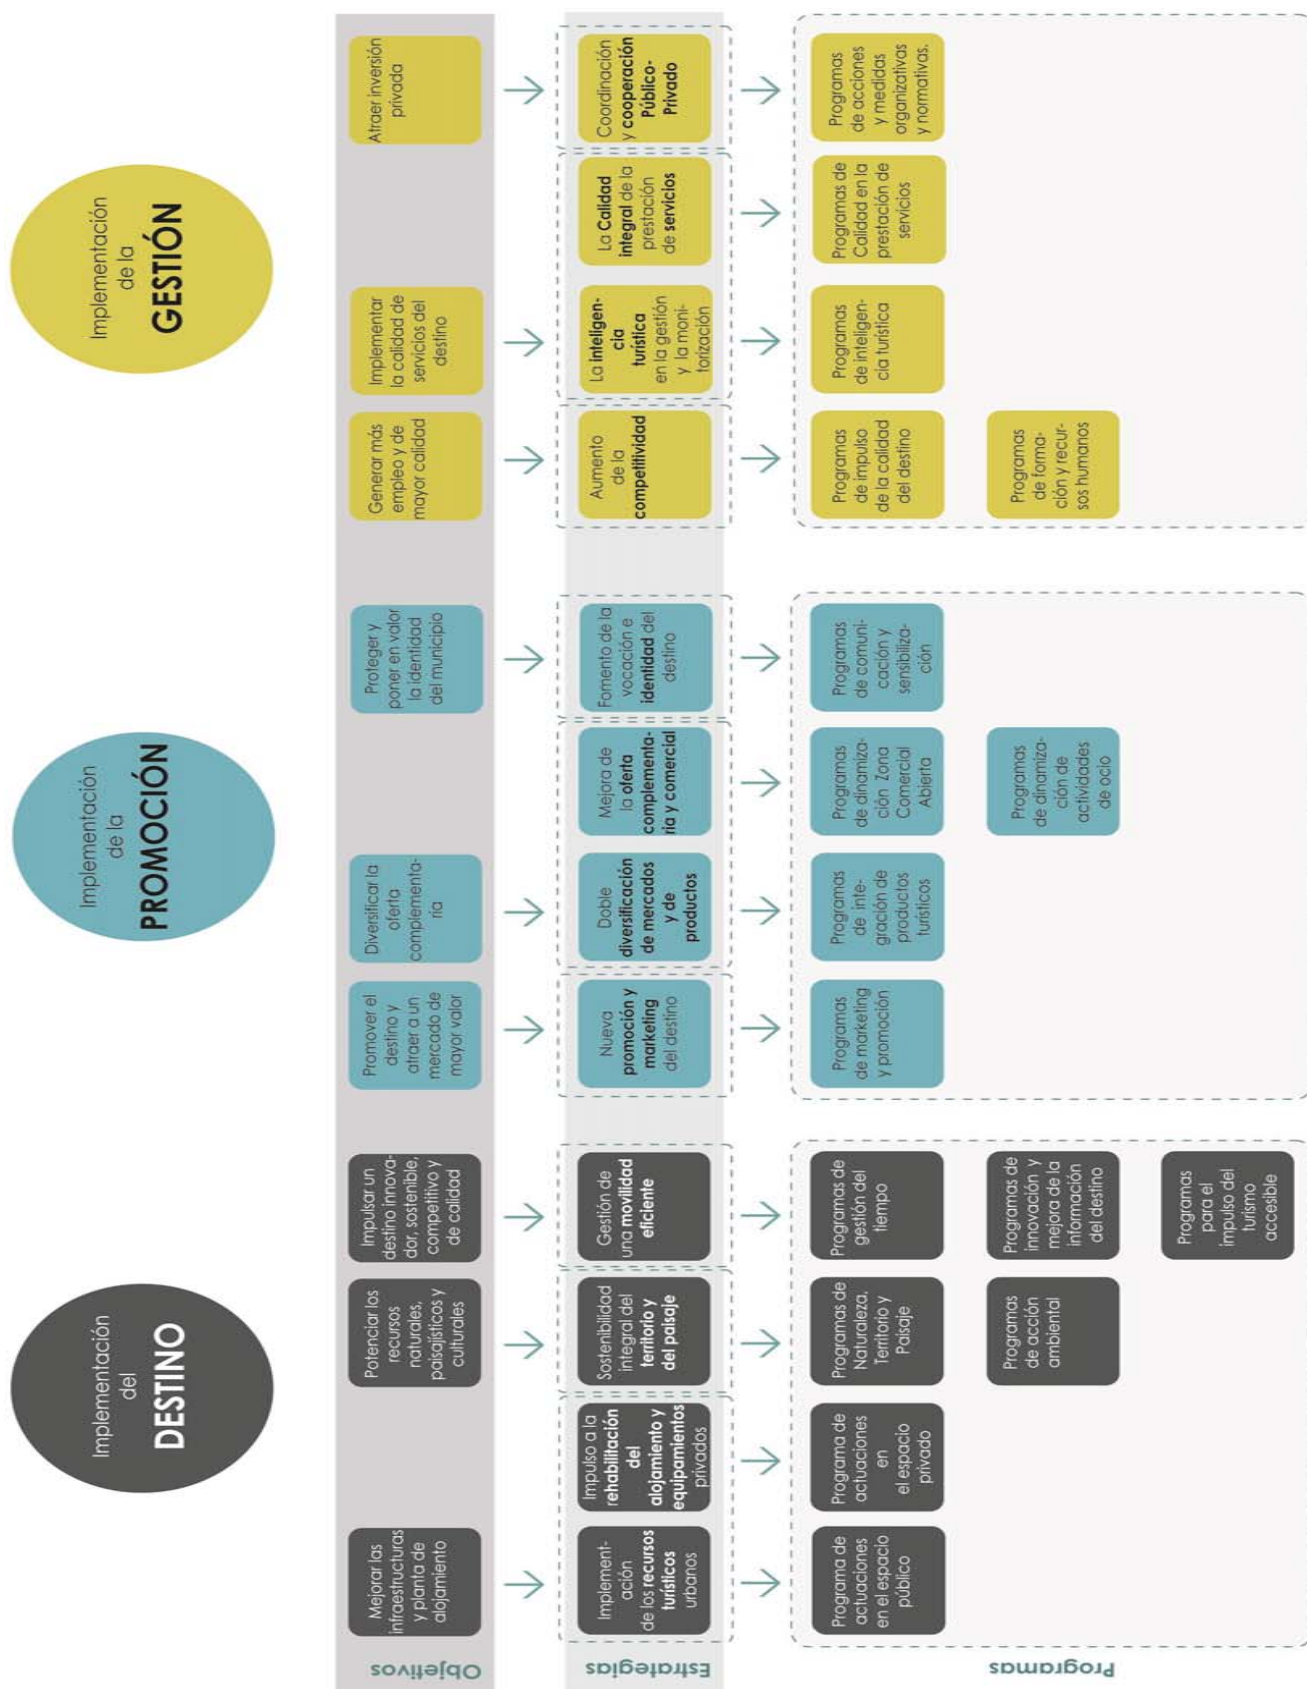 Implementación
del
DESTINO
Implementación
de la
PROMOCIÓN
Implementación
de la
GESTIÓN
Objetivos
Mejorar las
infraestructuras
y planta de
alojamiento
Potenciar los
recursos
naturales,
paisajísticos y
culturales
Impulsar un
destino innova-
dor, sostenible,
competitivo y
de calidad
Promover el
destino y
atraer a un
mercado de
mayor valor
Diversificar la
oferta
complementa-
ria
Proteger y
poner en valor
la identidad
del municipio
Generar más
empleo y de
mayor calidad
Implementar
la calidad de
servicios del
destino
Atraer inversión
privada
Estrategias
Implement-
ación
de los recursos
turísticos
urbanos
Impulso a la
rehabilitación
del
alojamiento y
equipamientos
privados
Sostenibilidad
integral del
territorio y
del paisaje
Gestión de
una movilidad
eficiente
Nueva
promoción y
marketing
del destino
Doble
diversificación
de mercados
y de
productos
Mejora de
la oferta
complementa-
ria y comercial
Fomento de la
vocación e
identidad del
destino
Aumento
de la
competitividad
La inteligen-
cia
turística
en la gestión
y la moni-
torización
La Calidad
integral de la
prestación
de servicios
Coordinación
y cooperación
Público-
Privado
Programas
Programa de
actuaciones
en el espacio
público
Programa de
actuaciones
en
el espacio
privado
Programas de
Naturaleza,
Territorio y
Paisaje
Programas de
gestión del
tiempo
Programas
de marketing
y promoción
Programas
de inte-
gración de
productos
turísticos
Programas
de dinamiza-
ción Zona
Comercial
Abierta
Programas
de comuni-
cación y
sensibiliza-
ción
Programas
de impulso
de la calidad
del destino
Programas
de inteligen-
cia turística
Programas de
Calidad en la
prestación de
servicios
Programas
de acciones
y medidas
organizativas
y normativas.
Programas
de acción
ambiental
Programas de
innovación y
mejora de la
información
del destino
Programas
de dinamiza-
ción de
actividades
de ocio
Programas
de forma-
ción y recur-
sos humanos
Programas
para el
impulso del
turismo
accesible